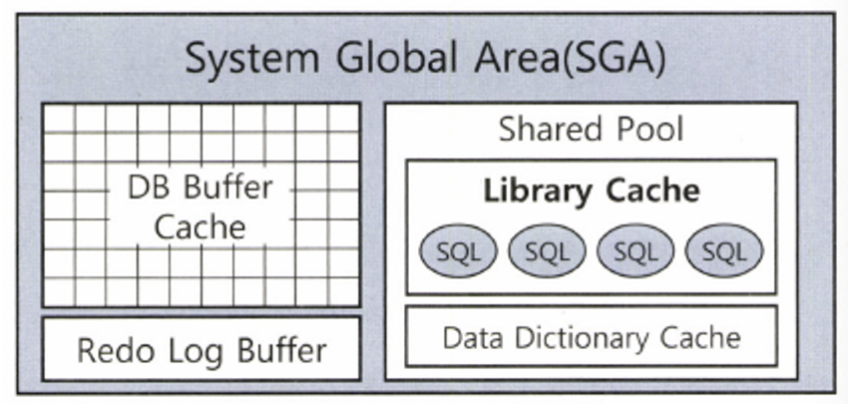 System Global Area(SGA)
DB Buffer
Cache
Redo Log Buffer
Shared Pool
Library Cache
SQL SQL SQL SQL
Data Dictionary Cache